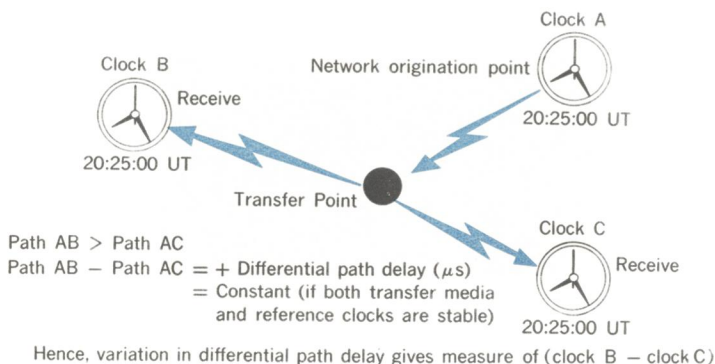 Clock A
Clock B
Network origination point
Receive
20:25:00 UT
20:25:00 UT
Transfer Point
Clock C
Path AB > Path AC
Receive
Path AB − Path AC = + Differential path delay (μs)
= Constant (if both transfer media
and reference clocks are stable)
20:25:00 UT
Hence, variation in differential path delay gives measure of (clock B − clock C)